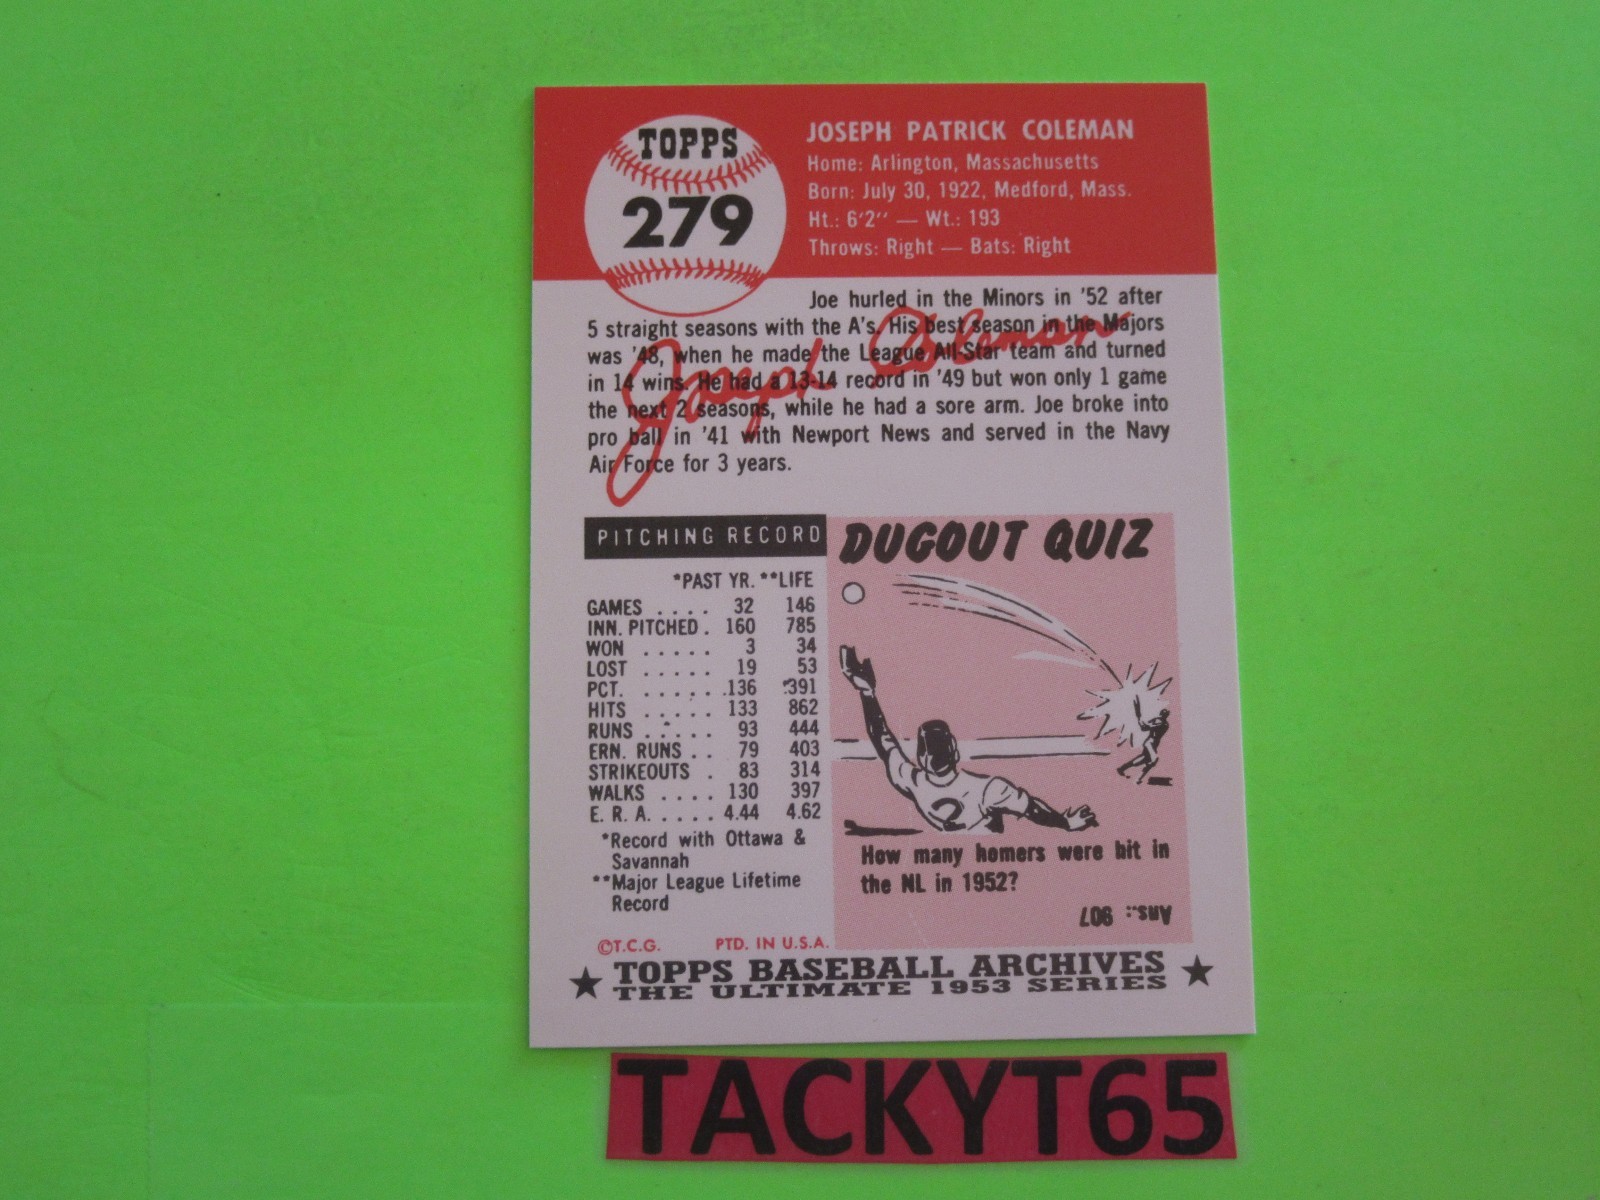 TOPPS
279
JOSEPH PATRICK COLEMAN
Home: Arlington, Massachusetts
Born: July 30, 1922, Medford, Mass.
Ht.: 6'2" — Wt.: 193
Throws: Right — Bats: Right
Joe hurled in the Minors in '52 after
5 straight seasons with the A's. His best season in the Majors
was '48, when he made the League All-Star team and turned
in 14 wins. He had a 13-14 record in '49 but won only 1 game
the next 2 seasons, while he had a sore arm. Joe broke into
pro ball in '41 with Newport News and served in the Navy
Air Force for 3 years.
Joseph Coleman
PITCHING RECORD
*PAST YR. **LIFE
GAMES . . . . 32 146
INN. PITCHED . 160 785
WON . . . . . 3 34
LOST . . . . . 19 53
PCT. . . . . . .136 .391
HITS . . . . . 133 862
RUNS . . . . . 93 444
ERN. RUNS . . 79 403
STRIKEOUTS . 83 314
WALKS . . . . 130 397
E. R. A. . . . . . 4.44 4.62
*Record with Ottawa &
Savannah
**Major League Lifetime
Record
DUGOUT QUIZ
2
How many homers were hit in
the NL in 1952?
Ans.: 907
©T.C.G. PTD. IN U.S.A.
★ TOPPS BASEBALL ARCHIVES ★
THE ULTIMATE 1953 SERIES
TACKYT65